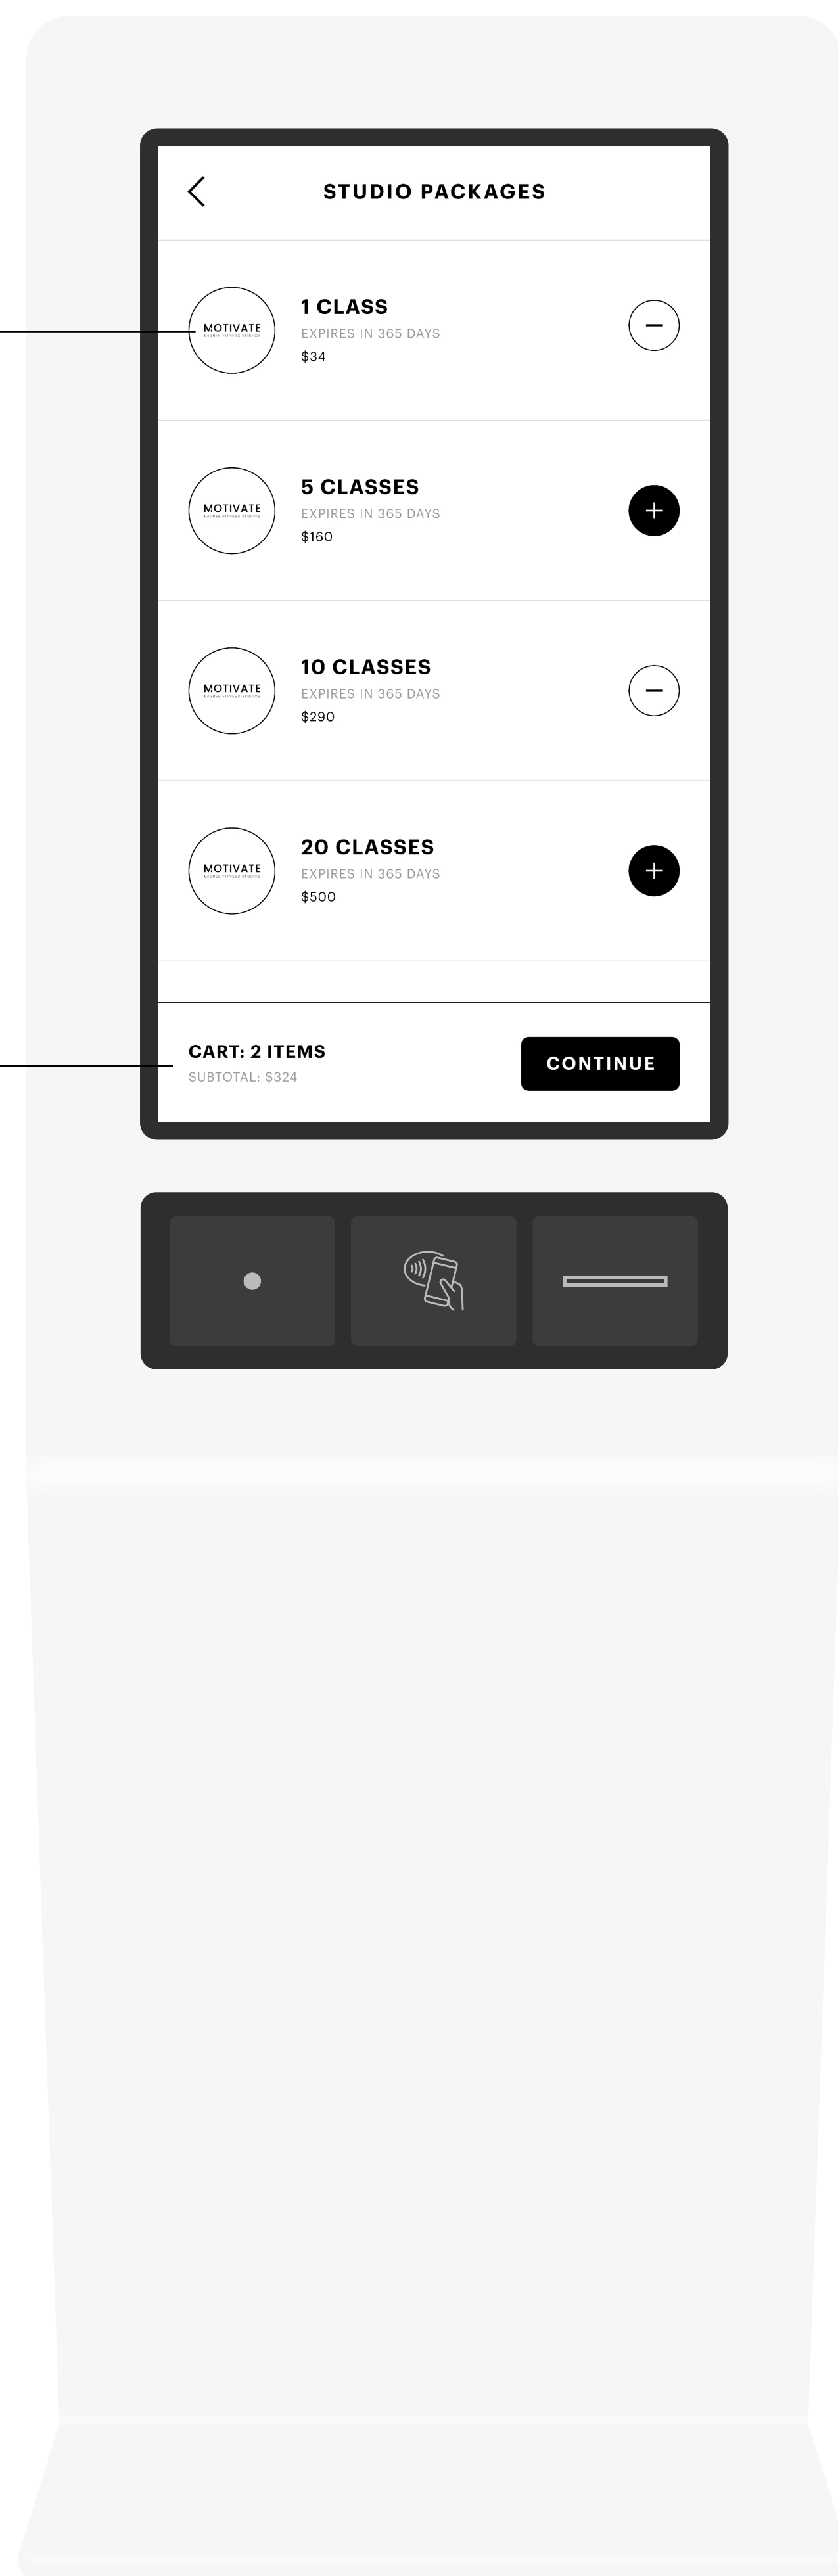 STUDIO PACKAGES
MOTIVATE
1 CLASS
EXPIRES IN 365 DAYS
$34
MOTIVATE
5 CLASSES
EXPIRES IN 365 DAYS
$160
MOTIVATE
10 CLASSES
EXPIRES IN 365 DAYS
$290
MOTIVATE
20 CLASSES
EXPIRES IN 365 DAYS
$500
CART: 2 ITEMS
SUBTOTAL: $324
CONTINUE